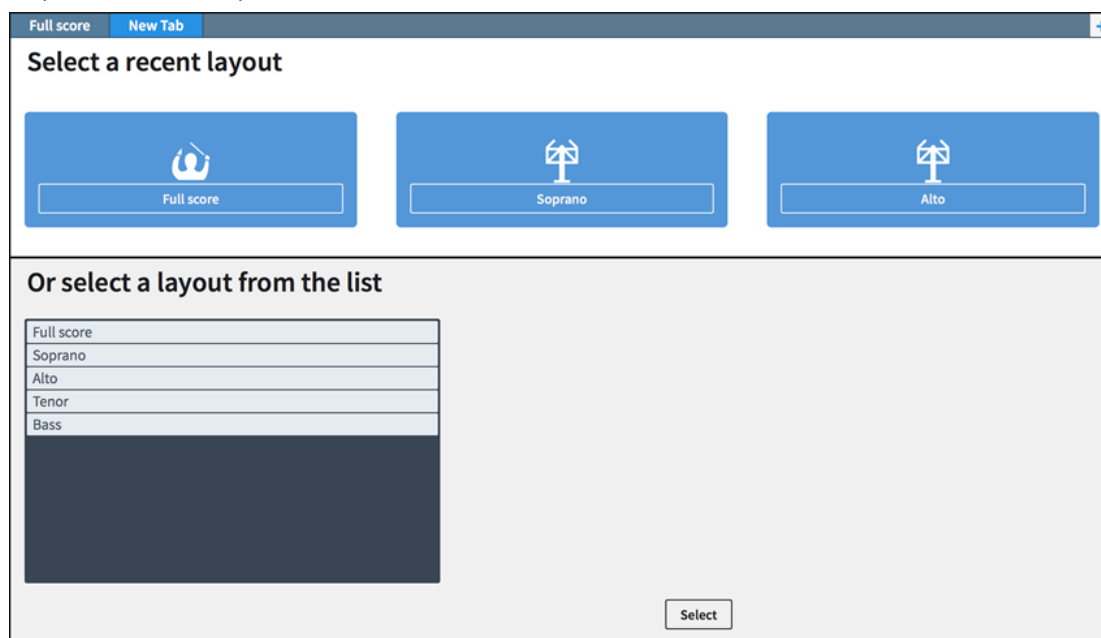 Full score New Tab +
Select a recent layout
Full score Soprano Alto
Or select a layout from the list
Full score
Soprano
Alto
Tenor
Bass
Select